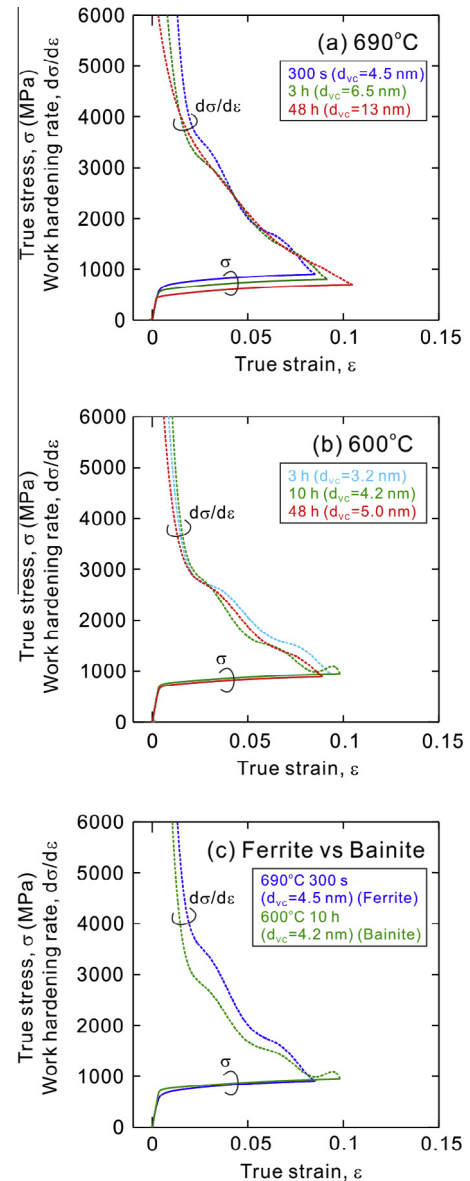 True stress, σ (MPa)
Work hardening rate, dσ/dε
6000
5000
4000
3000
2000
1000
0
(a) 690°C
300 s (dvc=4.5 nm)
3 h (dvc=6.5 nm)
48 h (dvc=13 nm)
dσ/dε
σ
0
0.05
0.1
0.15
True strain, ε
True stress, σ (MPa)
Work hardening rate, dσ/dε
6000
5000
4000
3000
2000
1000
0
(b) 600°C
3 h (dvc=3.2 nm)
10 h (dvc=4.2 nm)
48 h (dvc=5.0 nm)
dσ/dε
σ
0
0.05
0.1
0.15
True strain, ε
True stress, σ (MPa)
Work hardening rate, dσ/dε
6000
5000
4000
3000
2000
1000
0
(c) Ferrite vs Bainite
690°C 300 s
(dvc=4.5 nm) (Ferrite)
600°C 10 h
(dvc=4.2 nm) (Bainite)
dσ/dε
σ
0
0.05
0.1
0.15
True strain, ε